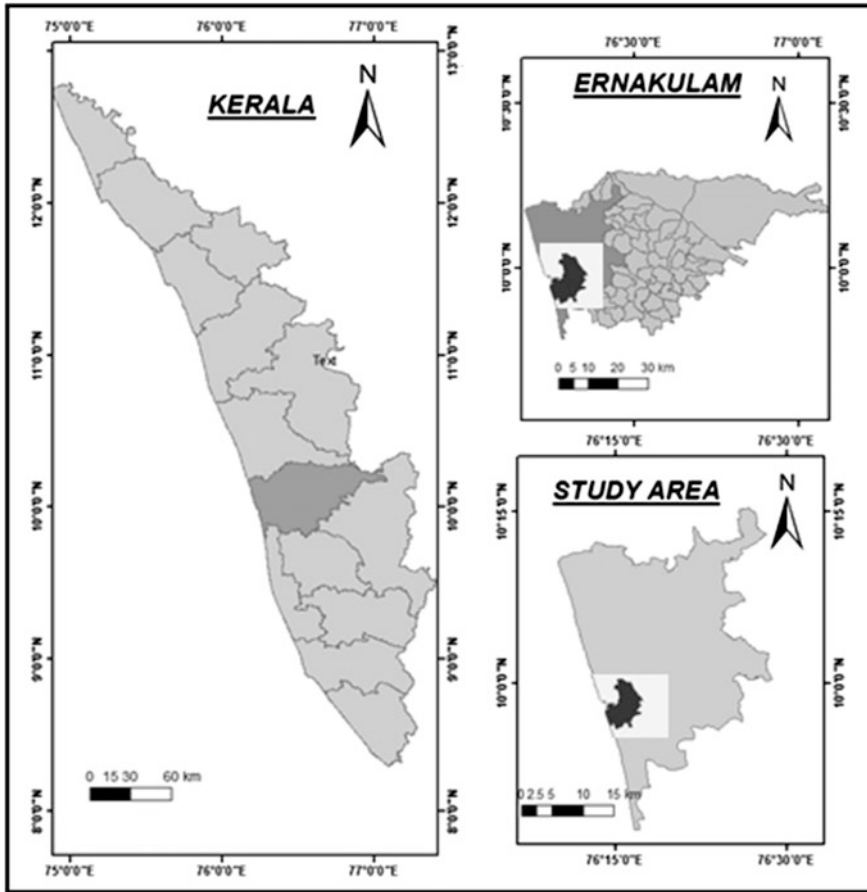 75°0'0"E 76°0'0"E 77°0'0"E
KERALA
N
13°0'0"N
12°0'0"N
12°0'0"N
11°0'0"N
11°0'0"N
Text
10°0'0"N
10°0'0"N
9°0'0"N
9°0'0"N
8°0'0"N
8°0'0"N
0 15 30 60 km
75°0'0"E 76°0'0"E 77°0'0"E
76°30'0"E 77°0'0"E
ERNAKULAM
N
10°30'0"N
10°30'0"N
10°0'0"N
10°0'0"N
0 5 10 20 30 km
76°15'0"E 76°30'0"E
STUDY AREA
N
10°15'0"N
10°15'0"N
10°0'0"N
10°0'0"N
0 2.5 5 10 15 km
76°15'0"E 76°30'0"E